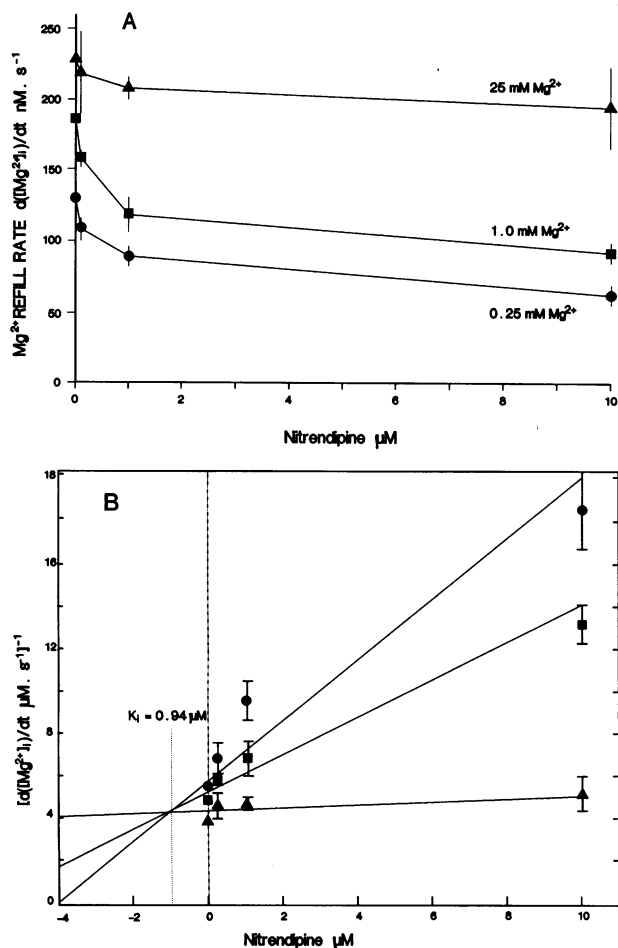 A
Mg²⁺ REFILL RATE d([Mg²⁺]i)/dt nM. s⁻¹
250
200
150
100
50
0
25 mM Mg²⁺
1.0 mM Mg²⁺
0.25 mM Mg²⁺
0 2 4 6 8 10
Nitrendipine µM
B
[d([Mg²⁺]i)/dt µM. s⁻¹]⁻¹
18
16
12
8
4
0
Ki = 0.94 µM
-4 -2 0 2 4 6 8 10
Nitrendipine µM